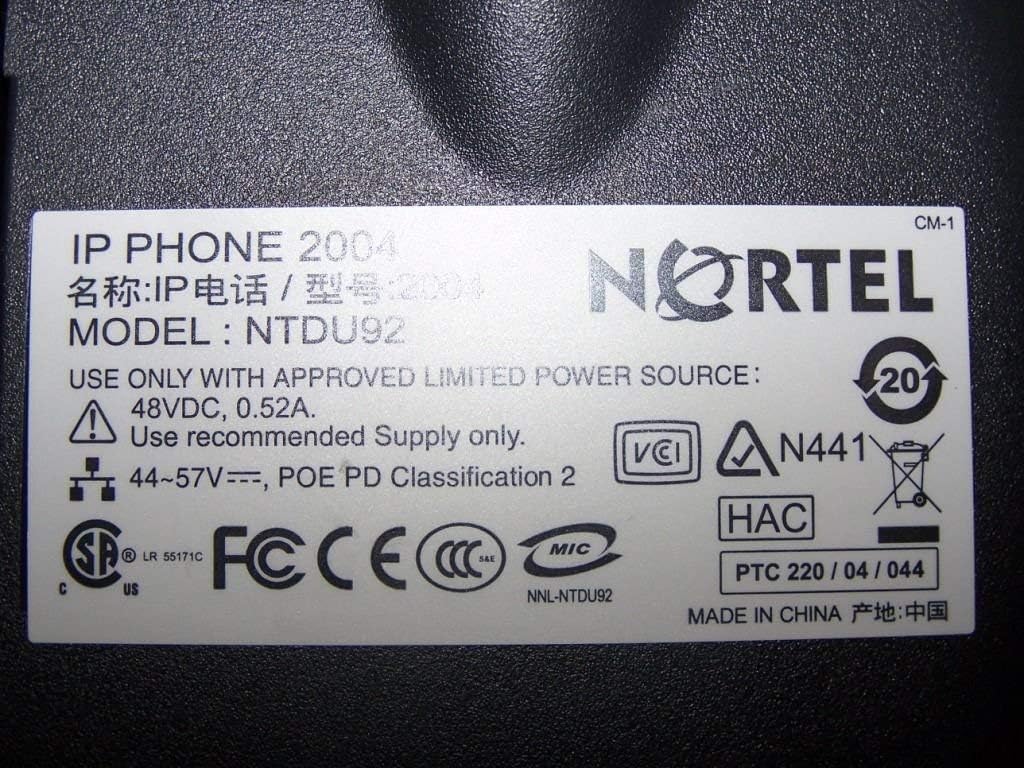 CM-1
IP PHONE 2004
NORTEL
名称:IP电话 / 型号:2004
MODEL : NTDU92
USE ONLY WITH APPROVED LIMITED POWER SOURCE:
20
48VDC, 0.52A.
Use recommended Supply only.
VCI
N441
44~57V⎓, POE PD Classification 2
HAC
SA® LR 55171C
C US
FC CE
CCC S&E
MIC
NNL-NTDU92
PTC 220 / 04 / 044
MADE IN CHINA 产地:中国